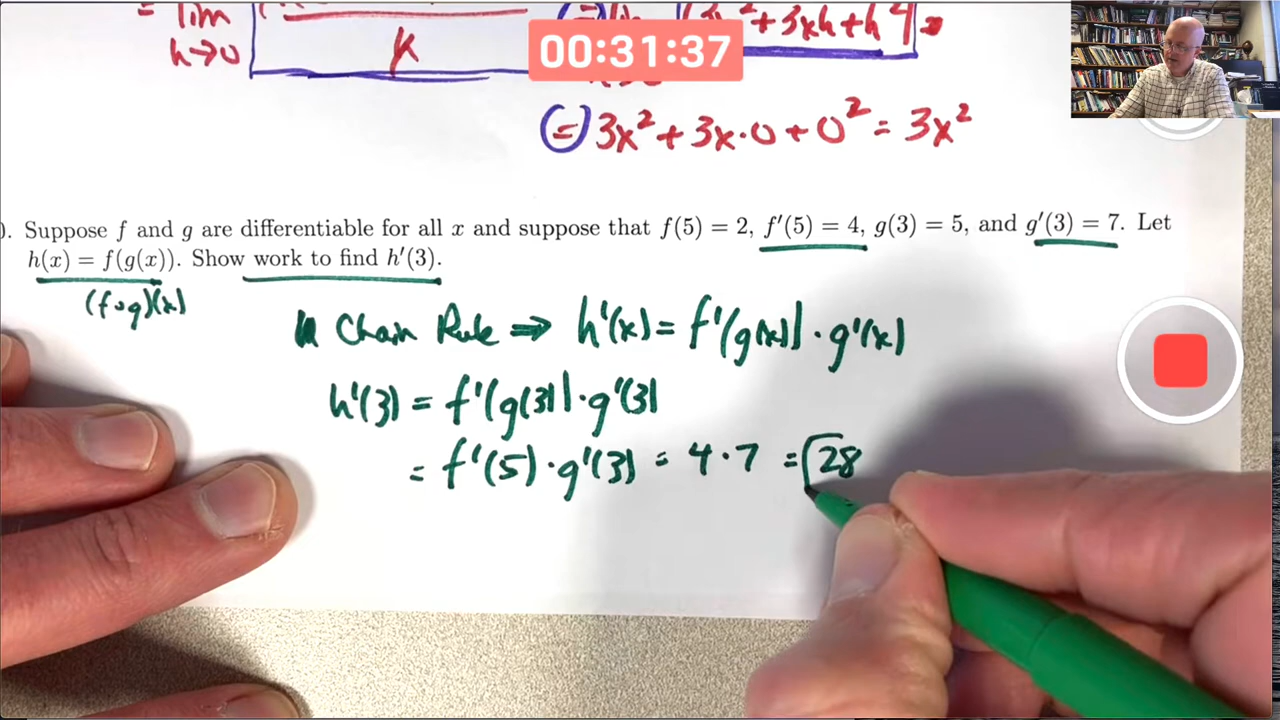 = lim
h→0
00:31:37
² + 3xh + h
(=) 3x² + 3x·0 + 0² = 3x²
). Suppose f and g are differentiable for all x and suppose that f(5) = 2, f′(5) = 4, g(3) = 5, and g′(3) = 7. Let
h(x) = f(g(x)). Show work to find h′(3).
(f∘g)(x)
Chain Rule ⇒ h'(x) = f'(g(x)) · g'(x)
h'(3) = f'(g(3)) · g'(3)
= f'(5) · g'(3) = 4 · 7 = 28